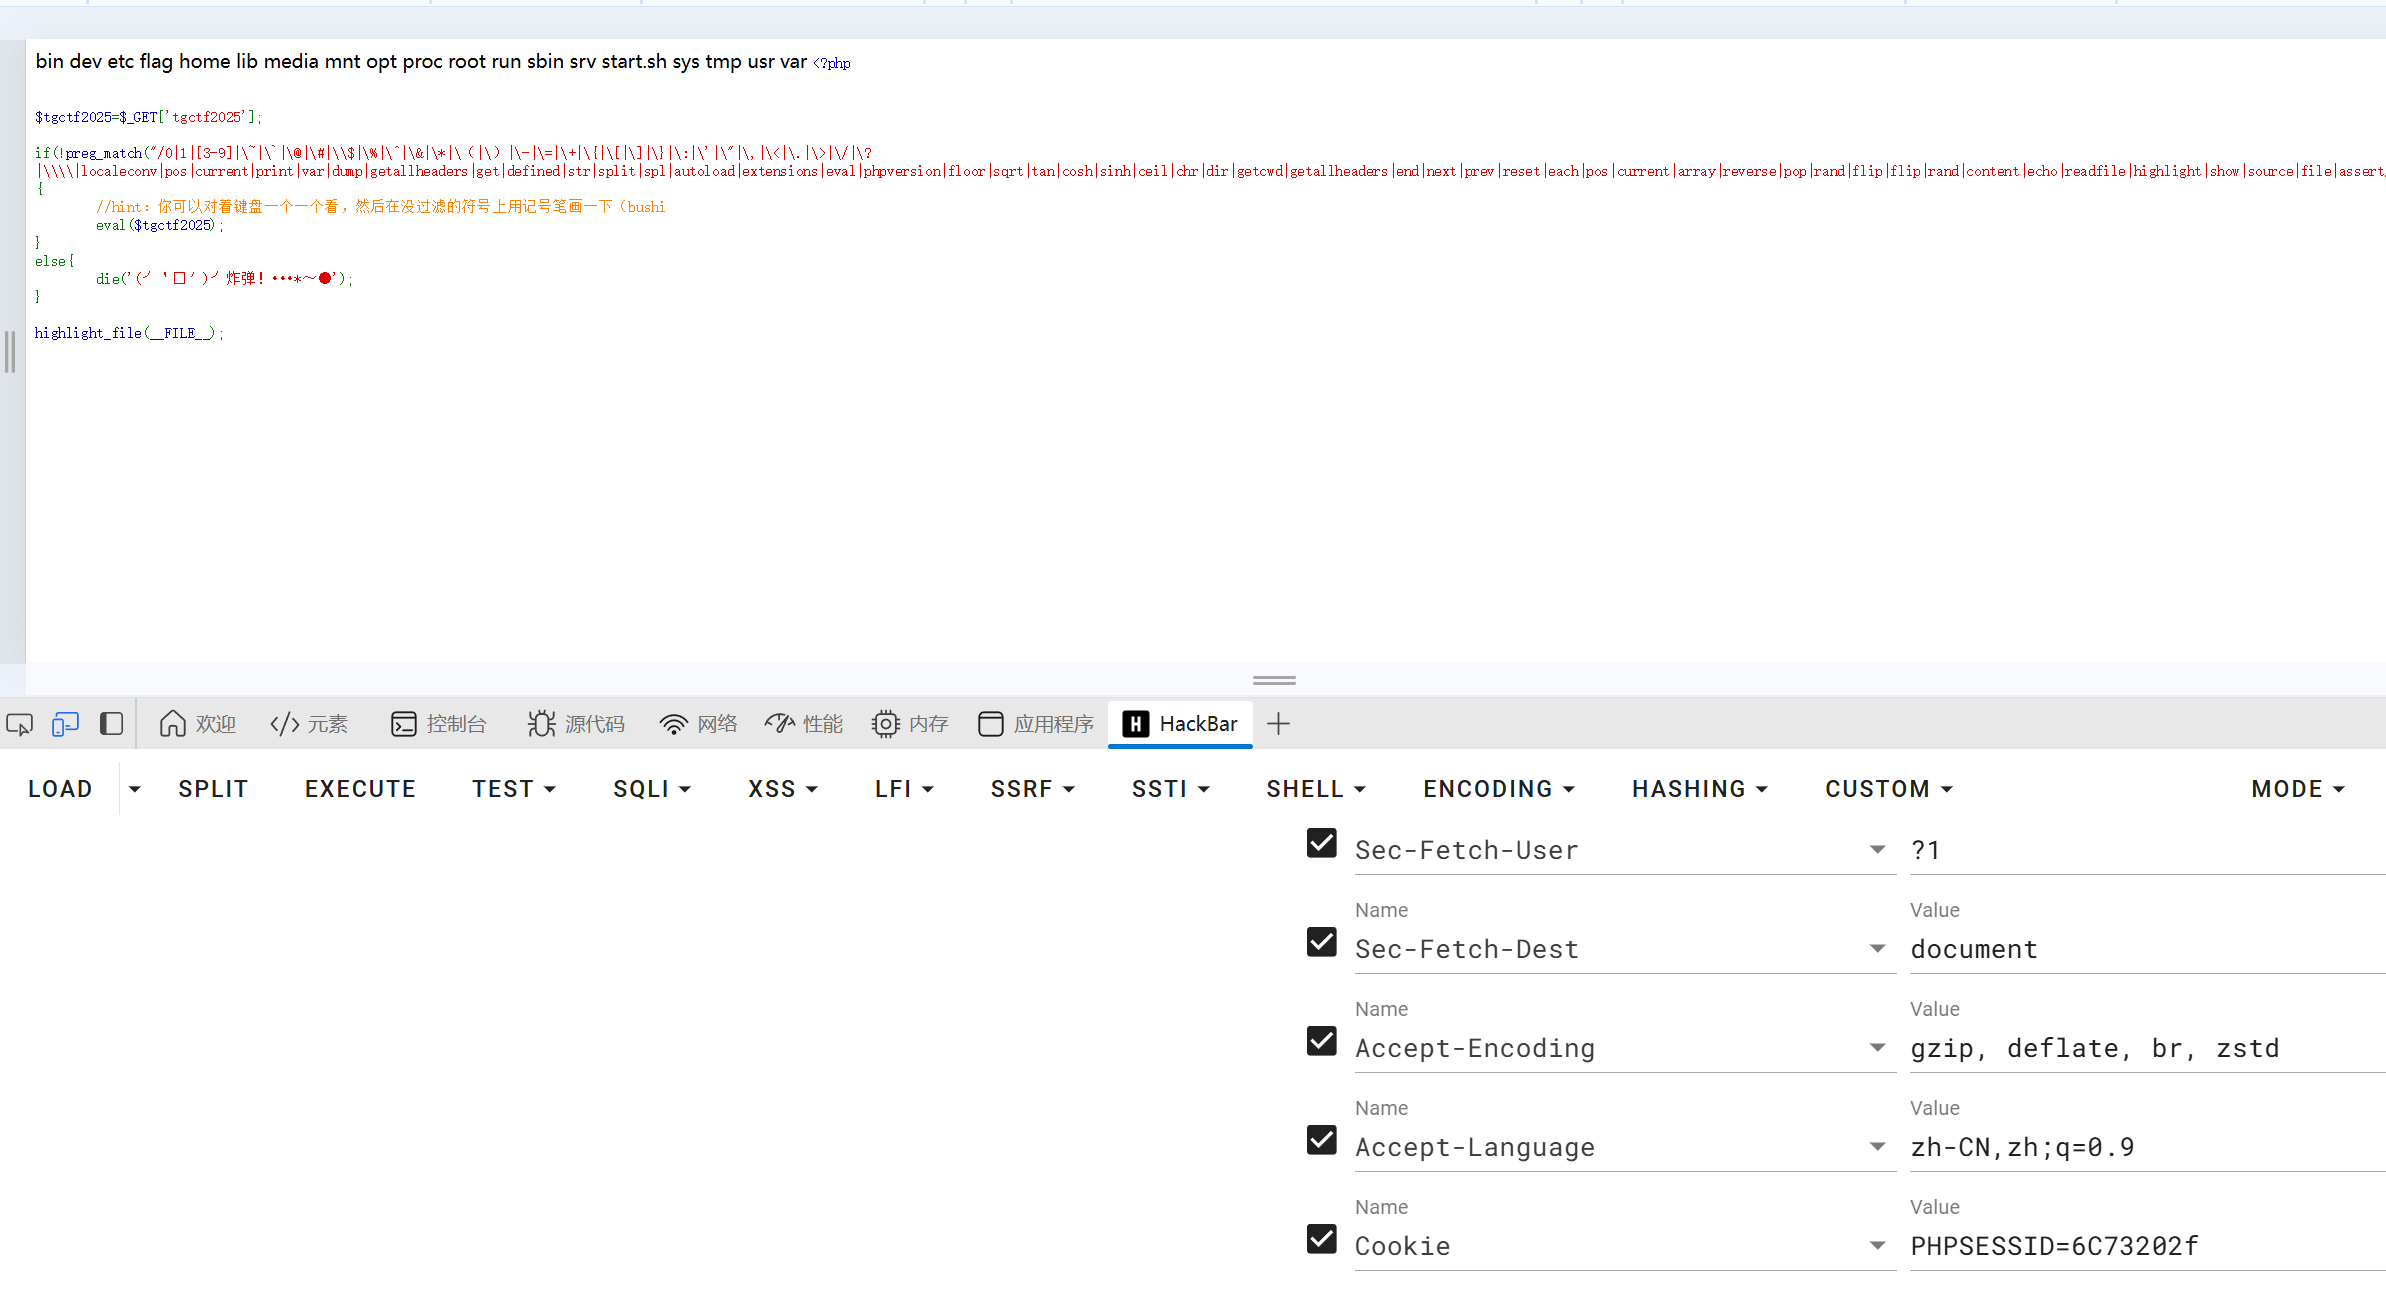 bin dev etc flag home lib media mnt opt proc root run sbin srv start.sh sys tmp usr var <?php
$tgctf2025=$_GET['tgctf2025'];
if(!preg_match("/0|1|[3-9]|\~|\`|\@|\#|\\$|\%|\^|\&|\*|\（|\）|\-|\=|\+|\{|\[|\]|\}|\:|\'|\"|\,|\<|\.|\>|\/|\?
|\\\\|localeconv|pos|current|print|var|dump|getallheaders|get|defined|str|split|spl|autoload|extensions|eval|phpversion|floor|sqrt|tan|cosh|sinh|ceil|chr|dir|getcwd|getallheaders|end|next|prev|reset|each|pos|current|array|reverse|pop|rand|flip|flip|rand|content|echo|readfile|highlight|show|source|file|assert
{
//hint：你可以对着键盘一个一个看，然后在没过滤的符号上用记号笔画一下（bushi
eval($tgctf2025);
}
else{
die('(╯‵□′)╯炸弹！•••*～●');
}
highlight_file(__FILE__);
欢迎 </> 元素 控制台 源代码 网络 性能 内存 应用程序 H HackBar
LOAD SPLIT EXECUTE TEST SQLI XSS LFI SSRF SSTI SHELL ENCODING HASHING CUSTOM MODE
Sec-Fetch-User ?1
Name Value
Sec-Fetch-Dest document
Name Value
Accept-Encoding gzip, deflate, br, zstd
Name Value
Accept-Language zh-CN,zh;q=0.9
Name Value
Cookie PHPSESSID=6C73202f